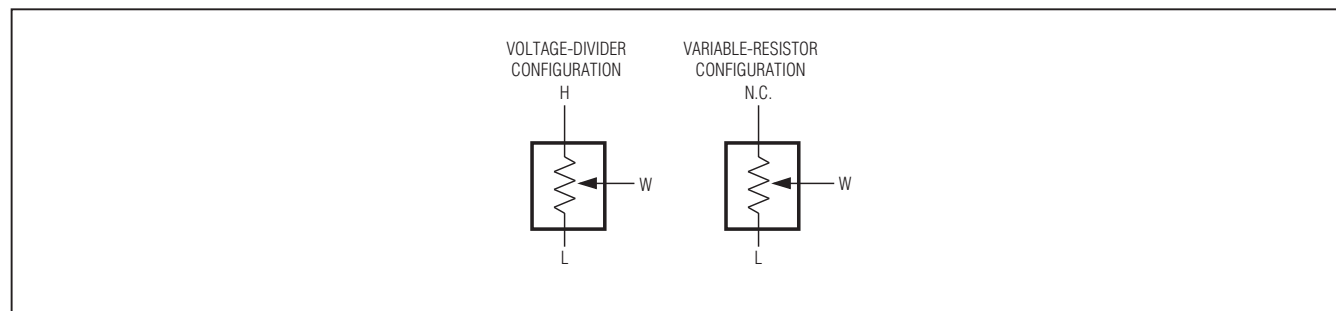 VOLTAGE-DIVIDER
CONFIGURATION
H
W
L
VARIABLE-RESISTOR
CONFIGURATION
N.C.
W
L